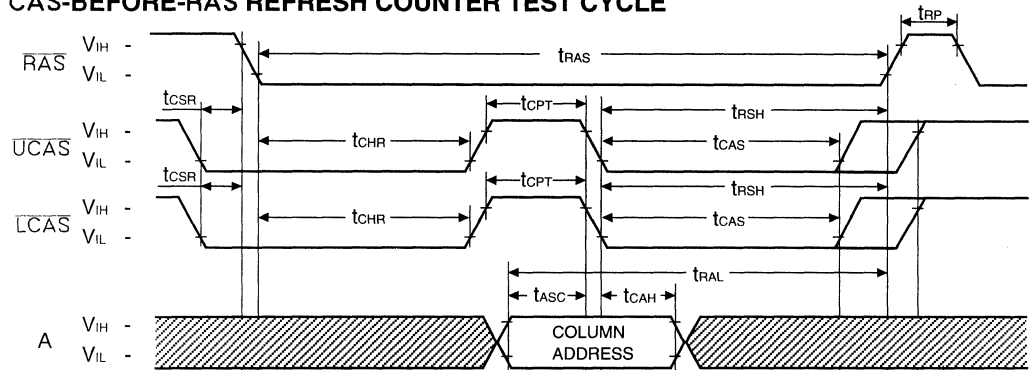 CAS-BEFORE-RAS REFRESH COUNTER TEST CYCLE
tRP
RAS VIH -
VIL -
tRAS
tCSR tCPT tRSH
UCAS VIH -
VIL -
tCHR tCAS
tCSR tCPT tRSH
LCAS VIH -
VIL -
tCHR tCAS
tRAL
tASC tCAH
A VIH -
VIL -
COLUMN
ADDRESS